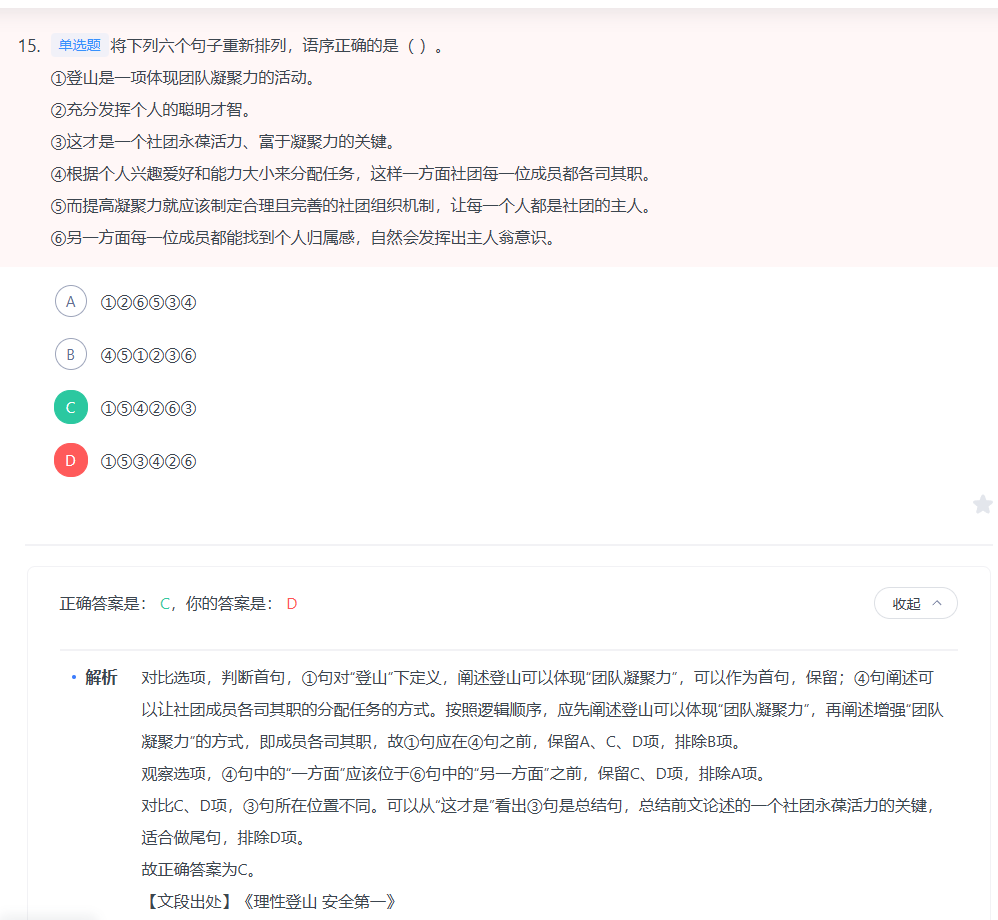 15. 单选题 将下列六个句子重新排列，语序正确的是（ ）。
①登山是一项体现团队凝聚力的活动。
②充分发挥个人的聪明才智。
③这才是一个社团永葆活力、富于凝聚力的关键。
④根据个人兴趣爱好和能力大小来分配任务，这样一方面社团每一位成员都各司其职。
⑤而提高凝聚力就应该制定合理且完善的社团组织机制，让每一个人都是社团的主人。
⑥另一方面每一位成员都能找到个人归属感，自然会发挥出主人翁意识。
A ①②⑥⑤③④
B ④⑤①②③⑥
C ①⑤④②⑥③
D ①⑤③④②⑥
正确答案是： C，你的答案是： D
收起
• 解析 对比选项，判断首句，①句对“登山”下定义，阐述登山可以体现“团队凝聚力”，可以作为首句，保留；④句阐述可
以让社团成员各司其职的分配任务的方式。按照逻辑顺序，应先阐述登山可以体现“团队凝聚力”，再阐述增强“团队
凝聚力”的方式，即成员各司其职，故①句应在④句之前，保留A、C、D项，排除B项。
观察选项，④句中的“一方面”应该位于⑥句中的“另一方面”之前，保留C、D项，排除A项。
对比C、D项，③句所在位置不同。可以从“这才是”看出③句是总结句，总结前文论述的一个社团永葆活力的关键，
适合做尾句，排除D项。
故正确答案为C。
【文段出处】《理性登山 安全第一》